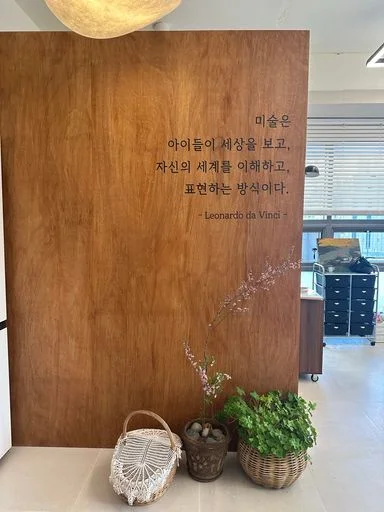 미술은
아이들이 세상을 보고,
자신의 세계를 이해하고,
표현하는 방식이다.
- Leonardo da Vinci -